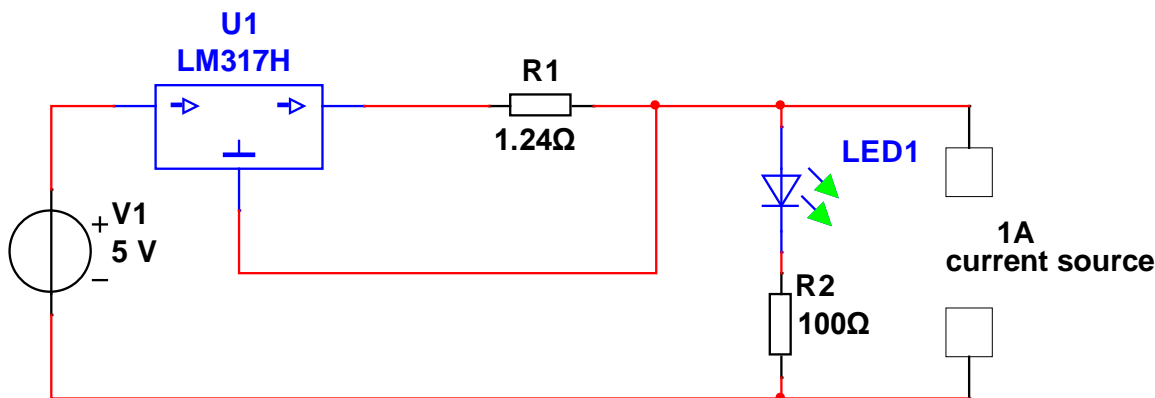 U1
LM317H
R1
1.24Ω
LED1
V1
5 V
1A
current source
R2
100Ω